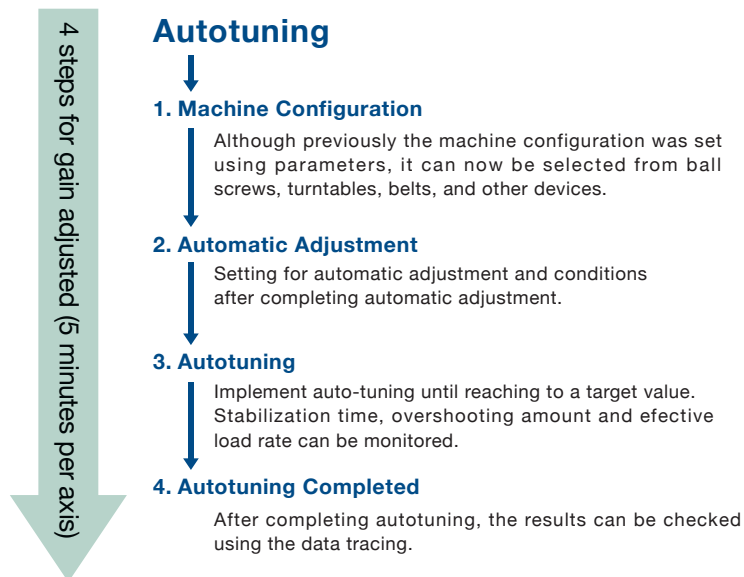 4 steps for gain adjusted (5 minutes per axis)
Autotuning
1. Machine Configuration
Although previously the machine configuration was set
using parameters, it can now be selected from ball
screws, turntables, belts, and other devices.
2. Automatic Adjustment
Setting for automatic adjustment and conditions
after completing automatic adjustment.
3. Autotuning
Implement auto-tuning until reaching to a target value.
Stabilization time, overshooting amount and efective
load rate can be monitored.
4. Autotuning Completed
After completing autotuning, the results can be checked
using the data tracing.